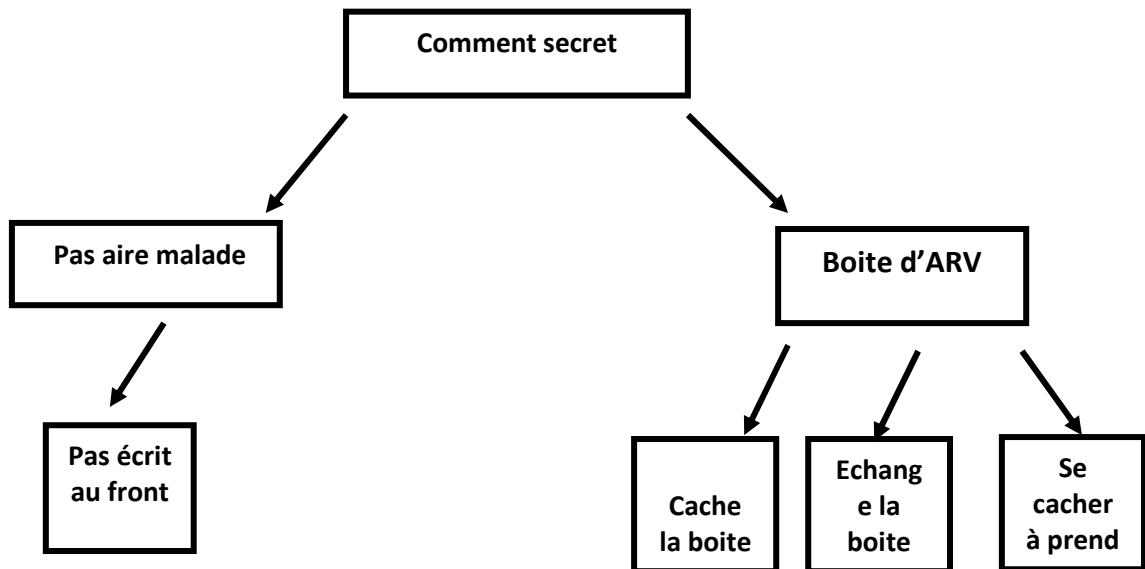 Comment secret
Pas aire malade
Boite d’ARV
Pas écrit
au front
Cache
la boite
Echang
e la
boite
Se
cacher
à prend